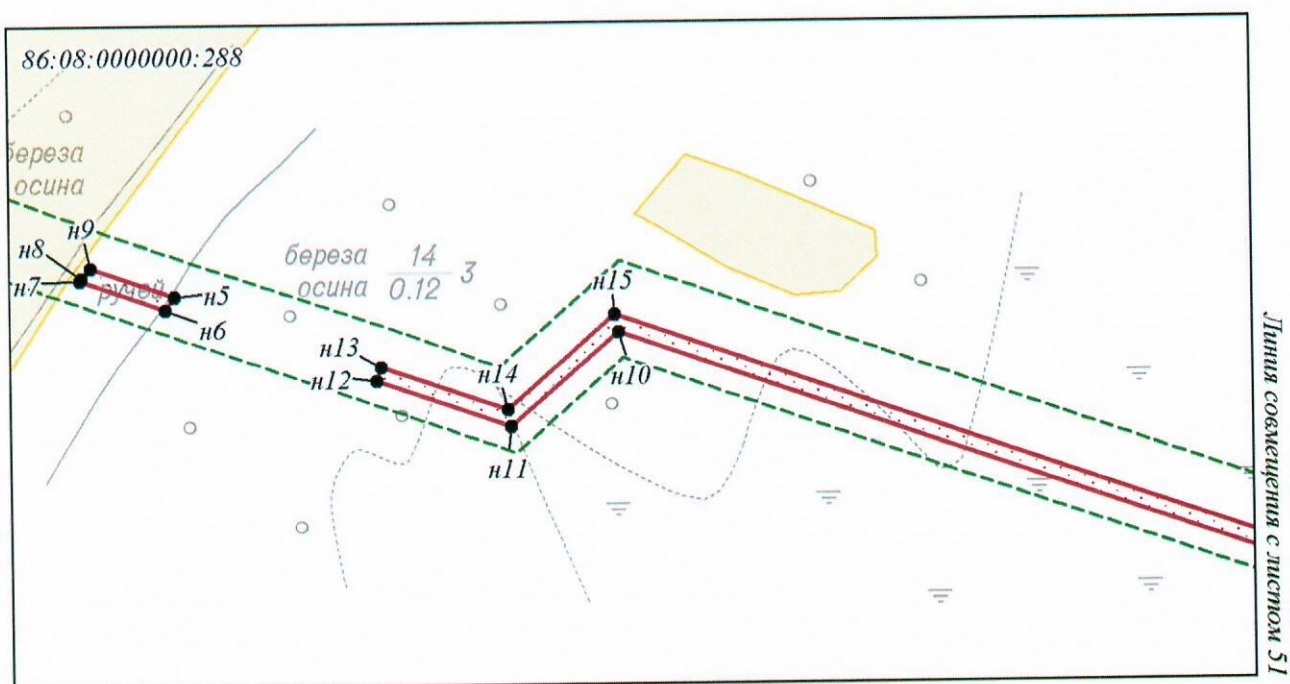 86:08:0000000:288
береза
осина
н9
н8
н7
ручей
н5
н6
береза 14
осина 0.12 3
н13
н12
н14
н11
н15
н10
Линия совмещения с листом 51